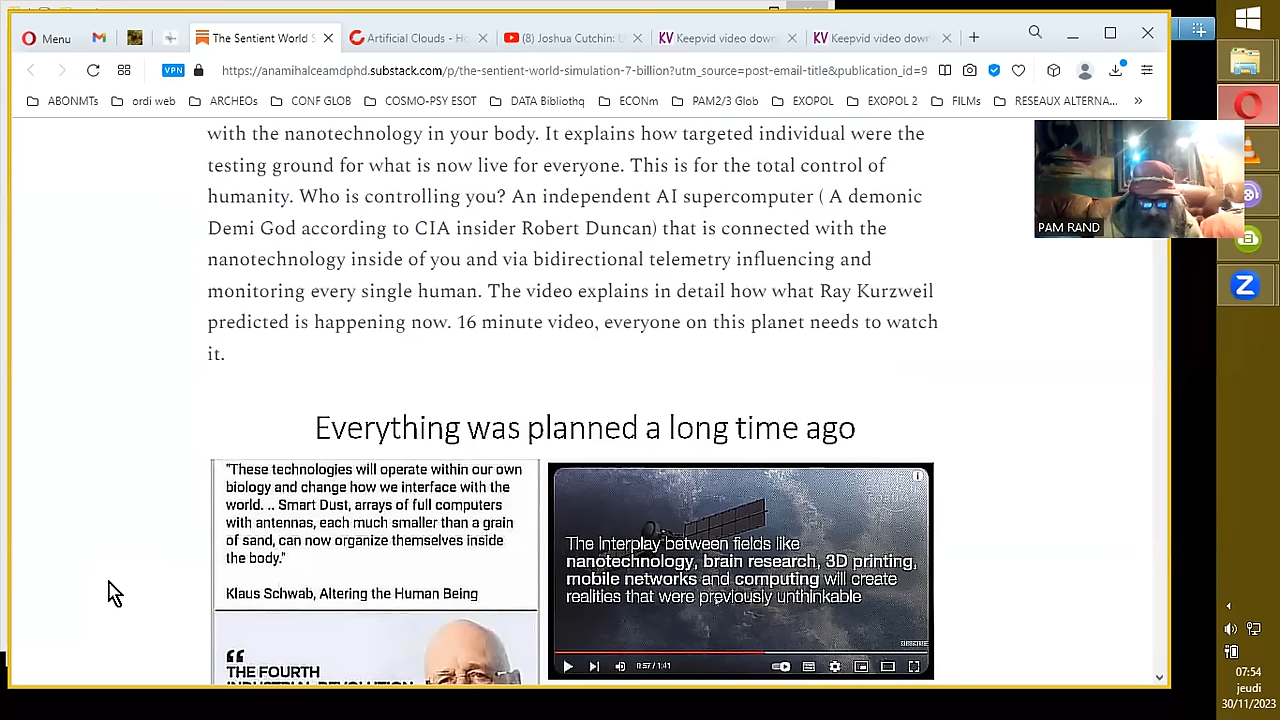 Menu
The Sentient World S
Artificial Clouds - Ho
(8) Joshua Cutchin: U
KV Keepvid video down
KV Keepvid video down
VPN
https://anamihalceamdphd.substack.com/p/the-sentient-world-simulation-7-billion?utm_source=post-email-title&publication_id=9
ABONMTs
ordi web
ARCHEOs
CONF GLOB
COSMO-PSY ESOT
DATA Bibliothq
ECONm
PAM2/3 Glob
EXOPOL
EXOPOL 2
FILMs
RESEAUX ALTERNA...
with the nanotechnology in your body. It explains how targeted individual were the
testing ground for what is now live for everyone. This is for the total control of
humanity. Who is controlling you? An independent AI supercomputer ( A demonic
Demi God according to CIA insider Robert Duncan) that is connected with the
nanotechnology inside of you and via bidirectional telemetry influencing and
monitoring every single human. The video explains in detail how what Ray Kurzweil
predicted is happening now. 16 minute video, everyone on this planet needs to watch
it.
PAM RAND
Everything was planned a long time ago
"These technologies will operate within our own
biology and change how we interface with the
world. .. Smart Dust, arrays of full computers
with antennas, each much smaller than a grain
of sand, can now organize themselves inside
the body."
Klaus Schwab, Altering the Human Being
THE FOURTH
The Interplay between fields like
nanotechnology, brain research, 3D printing,
mobile networks and computing will create
realities that were previously unthinkable
0:57 / 1:41
07:54
jeudi
30/11/2023